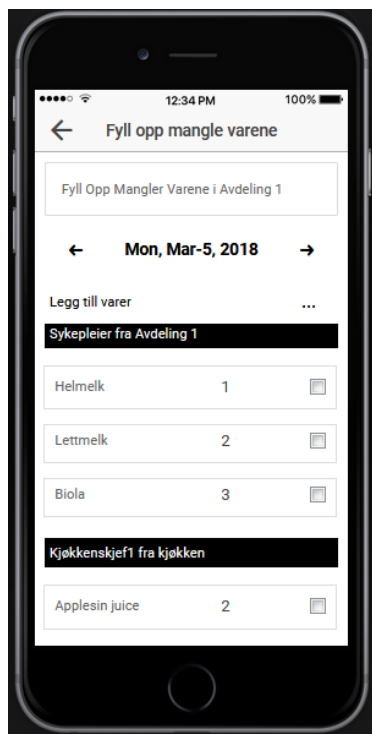 12:34 PM 100%
Fyll opp mangle varene
Fyll Opp Mangler Varene i Avdeling 1
← Mon, Mar-5, 2018 →
Legg till varer ...
Sykepleier fra Avdeling 1
Helmelk 1
Lettmelk 2
Biola 3
Kjøkkenskjef1 fra kjøkken
Applesin juice 2